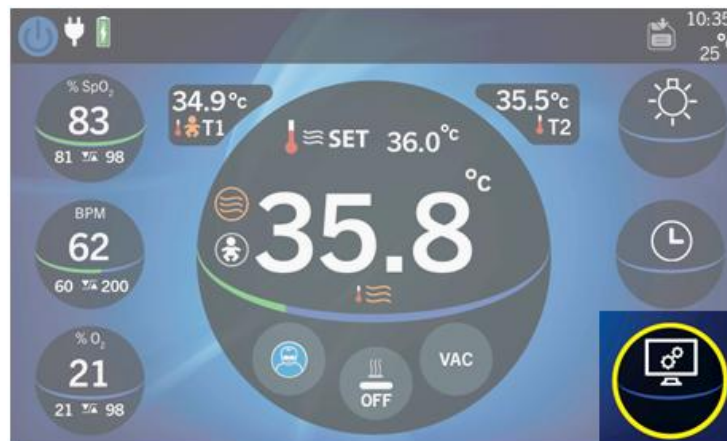 10:35
25°
% SpO₂
83
81 98
34.9°c
T1
35.5°c
T2
SET 36.0°c
°c
35.8
BPM
62
60 200
% O₂
21
21 98
VAC
OFF